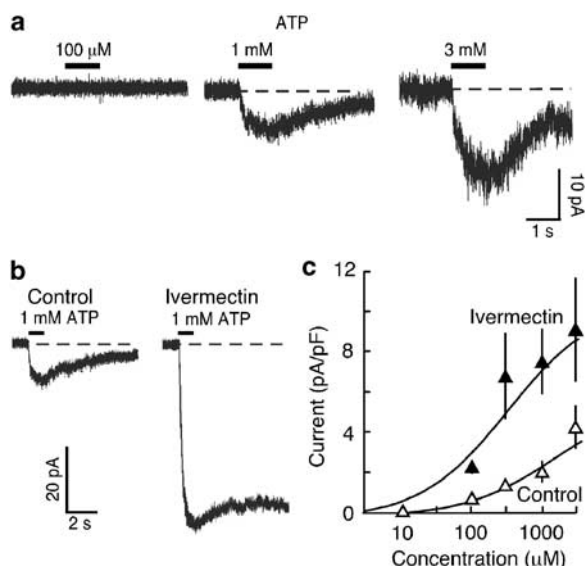 a
ATP
100 µM
1 mM
3 mM
10 pA
1 s
b
Control
1 mM ATP
Ivermectin
1 mM ATP
20 pA
2 s
c
12
8
4
0
Current (pA/pF)
Ivermectin
Control
10
100
1000
Concentration (µM)